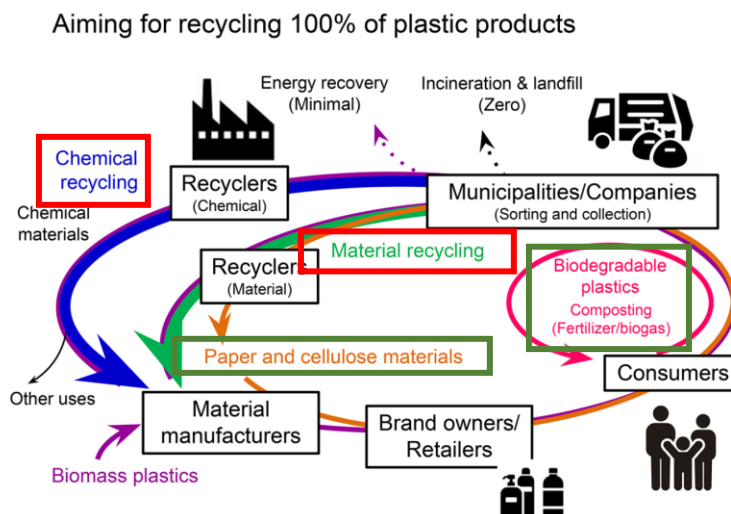 Aiming for recycling 100% of plastic products
Energy recovery
(Minimal)
Incineration & landfill
(Zero)
Chemical
recycling
Recyclers
(Chemical)
Municipalities/Companies
(Sorting and collection)
Chemical
materials
Material recycling
Recyclers
(Material)
Biodegradable
plastics
Composting
(Fertilizer/biogas)
Paper and cellulose materials
Consumers
Other uses
Material
manufacturers
Brand owners/
Retailers
Biomass plastics